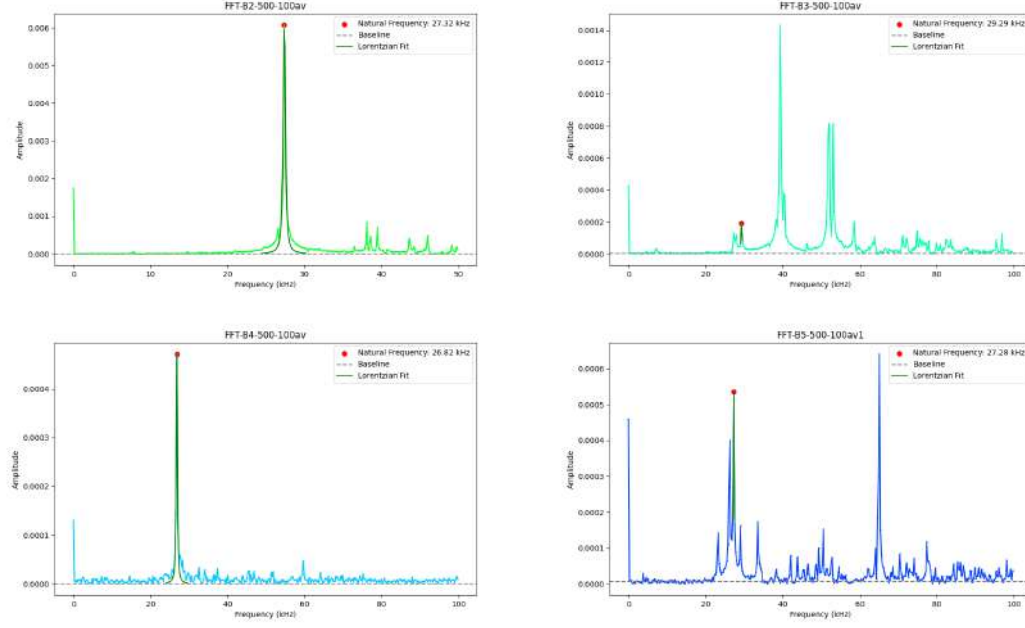 FFT-B2-500-100av
Natural Frequency: 27.32 kHz
Baseline
Lorentzian Fit
Amplitude
0.006
0.005
0.004
0.003
0.002
0.001
0.000
0 10 20 30 40 50
Frequency (kHz)
FFT-B3-500-100av
Natural Frequency: 29.29 kHz
Baseline
Lorentzian Fit
Amplitude
0.0014
0.0012
0.0010
0.0008
0.0006
0.0004
0.0002
0.0000
0 20 40 60 80 100
Frequency (kHz)
FFT-B4-500-100av
Natural Frequency: 26.82 kHz
Baseline
Lorentzian Fit
Amplitude
0.0004
0.0003
0.0002
0.0001
0.0000
0 20 40 60 80 100
Frequency (kHz)
FFT-B5-500-100av1
Natural Frequency: 27.28 kHz
Baseline
Lorentzian Fit
Amplitude
0.0006
0.0005
0.0004
0.0003
0.0002
0.0001
0.0000
0 20 40 60 80 100
Frequency (kHz)